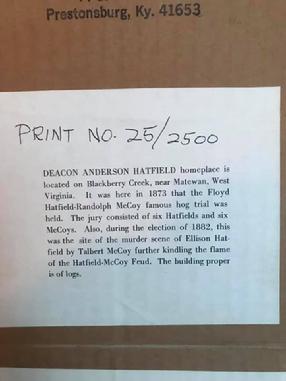 Prestonsburg, Ky. 41653
PRINT NO. 25/2500
DEACON ANDERSON HATFIELD homeplace is
located on Blackberry Creek, near Matewan, West
Virginia. It was here in 1873 that the Floyd
Hatfield-Randolph McCoy famous hog trial was
held. The jury consisted of six Hatfields and six
McCoys. Also, during the election of 1882, this
was the site of the murder scene of Ellison Hat-
field by Talbert McCoy further kindling the flame
of the Hatfield-McCoy Feud. The building proper
is of logs.